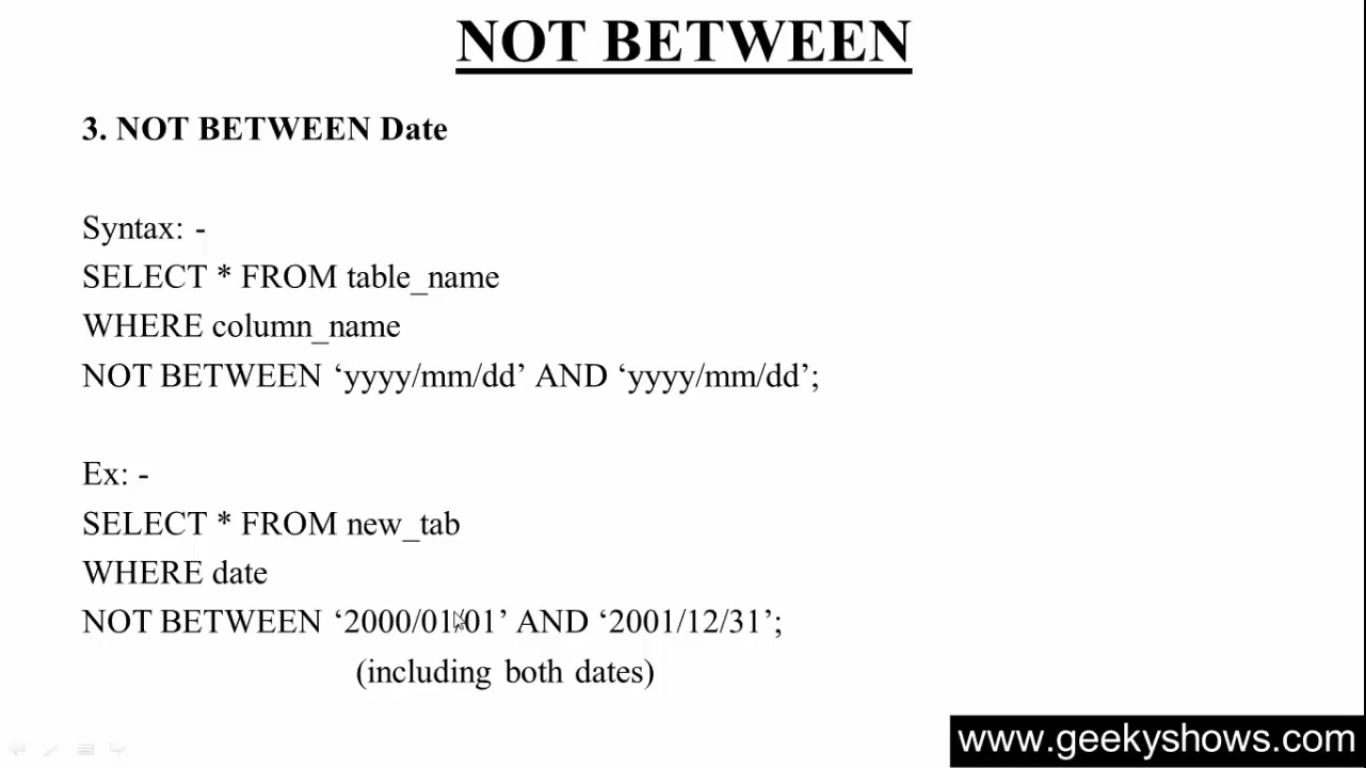 NOT BETWEEN
3. NOT BETWEEN Date
Syntax: -
SELECT * FROM table_name
WHERE column_name
NOT BETWEEN ‘yyyy/mm/dd’ AND ‘yyyy/mm/dd’;
Ex: -
SELECT * FROM new_tab
WHERE date
NOT BETWEEN ‘2000/01/01’ AND ‘2001/12/31’;
(including both dates)
www.geekyshows.com